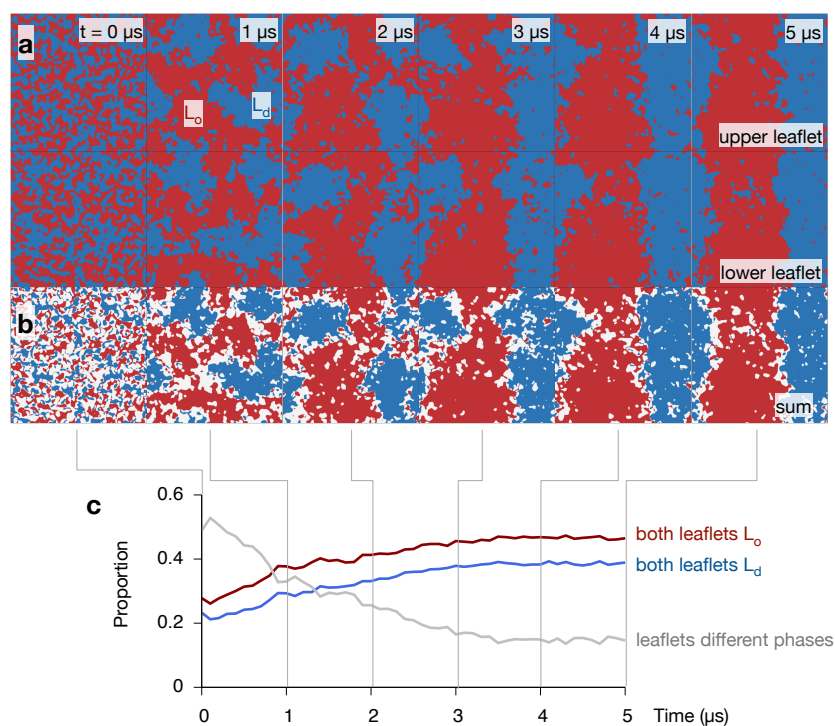 a
t = 0 µs
1 µs
2 µs
3 µs
4 µs
5 µs
Lo
Ld
upper leaflet
lower leaflet
b
sum
c
0.6
0.4
0.2
0
Proportion
both leaflets Lo
both leaflets Ld
leaflets different phases
0 1 2 3 4 5 Time (µs)